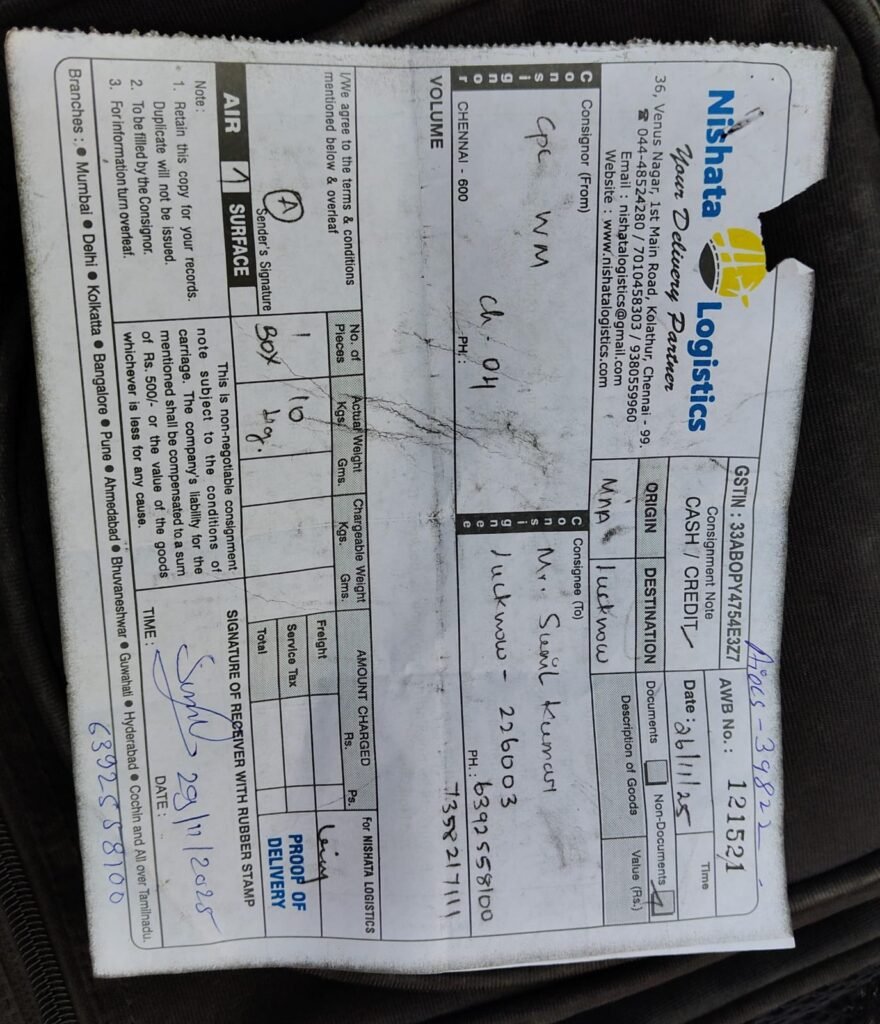 Nishata Logistics
Your Delivery Partner
36, Venus Nagar, 1st Main Road, Kolathur, Chennai - 99.
☎ 044-48524280 / 7010458303 / 9380559960
Email : nishatalogistics@gmail.com
Website : www.nishatalogistics.com
GSTIN : 33ABOPY4754E3Z7
Consignment Note
CASH / CREDIT
ORIGIN
DESTINATION
Lucknow
- 39822
AWB No.: 121521
Date : 26/11/25
Time
Documents
Non-Documents
Description of Goods
Value (Rs.)
Consignor
Consignor (From)
CPC WM
Ch. 04
CHENNAI - 600
PH. :
Consignee
Consignee (To)
Mr. Sunil Kumar
Lucknow - 226003
PH. : 6392558100
7358217111
VOLUME
I/We agree to the terms & conditions
mentioned below & overleaf
A
Sender's Signature
No. of Pieces
1
Box
Actual Weight
Kgs. Gms.
10
kg.
Chargeable Weight
Kgs. Gms.
AMOUNT CHARGED
Rs. Ps.
Freight
Service Tax
Total
For NISHATA LOGISTICS
PROOF OF
DELIVERY
AIR
1
SURFACE
Note :
1. Retain this copy for your records.
Duplicate will not be issued.
2. To be filled by the Consignor.
3. For information turn overleaf.
This is non-negotiable consignment
note subject to the conditions of
carriage. The company's liability for the
mentioned shall be compensated to a sum
of Rs. 500/- or the value of the goods
whichever is less for any cause.
SIGNATURE OF RECEIVER WITH RUBBER STAMP
Sunil
29/11/2025
TIME :
DATE :
Branches : ● Mumbai ● Delhi ● Kolkatta ● Bangalore ● Pune ● Ahmedabad ● Bhuvaneshwar ● Guwahati ● Hyderabad ● Cochin and All over Tamilnadu.
6392558100